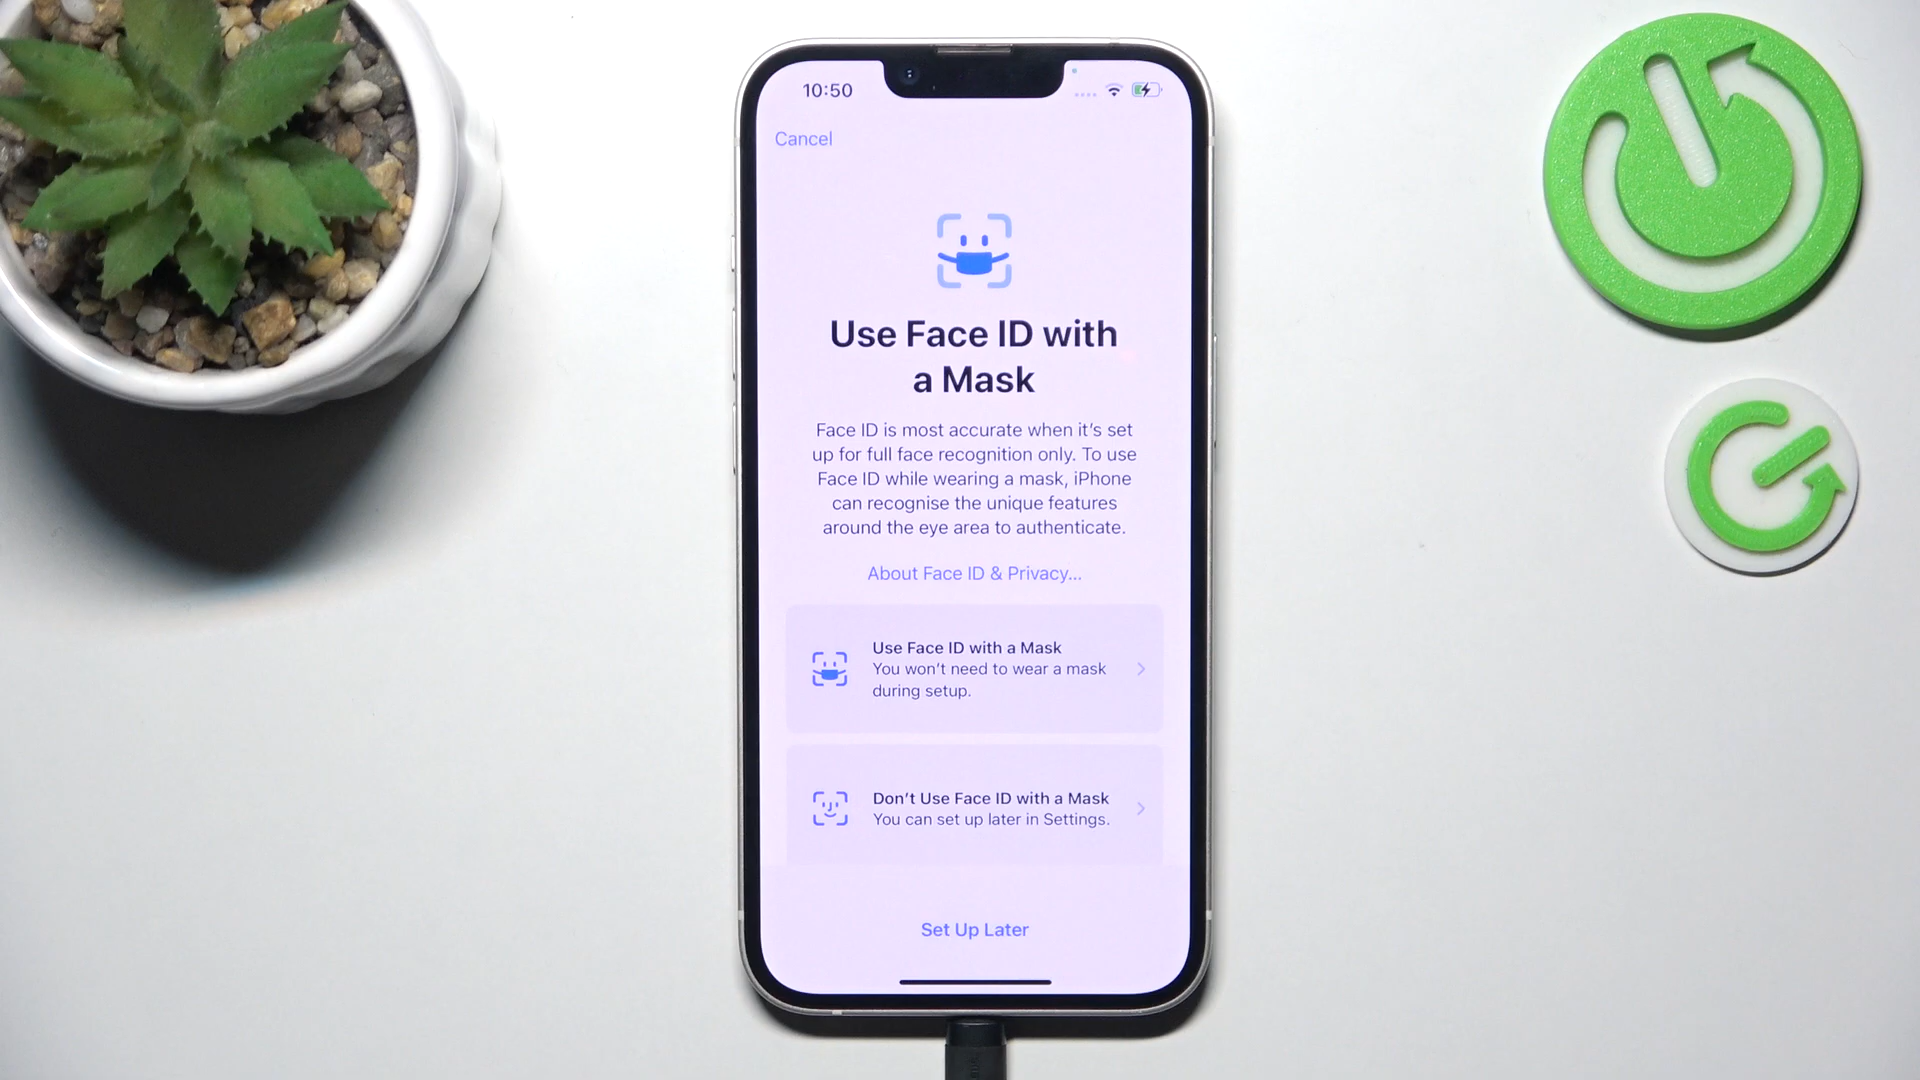 10:50
Cancel
Use Face ID with
a Mask
Face ID is most accurate when it’s set
up for full face recognition only. To use
Face ID while wearing a mask, iPhone
can recognise the unique features
around the eye area to authenticate.
About Face ID & Privacy...
Use Face ID with a Mask
You won’t need to wear a mask
during setup.
Don’t Use Face ID with a Mask
You can set up later in Settings.
Set Up Later